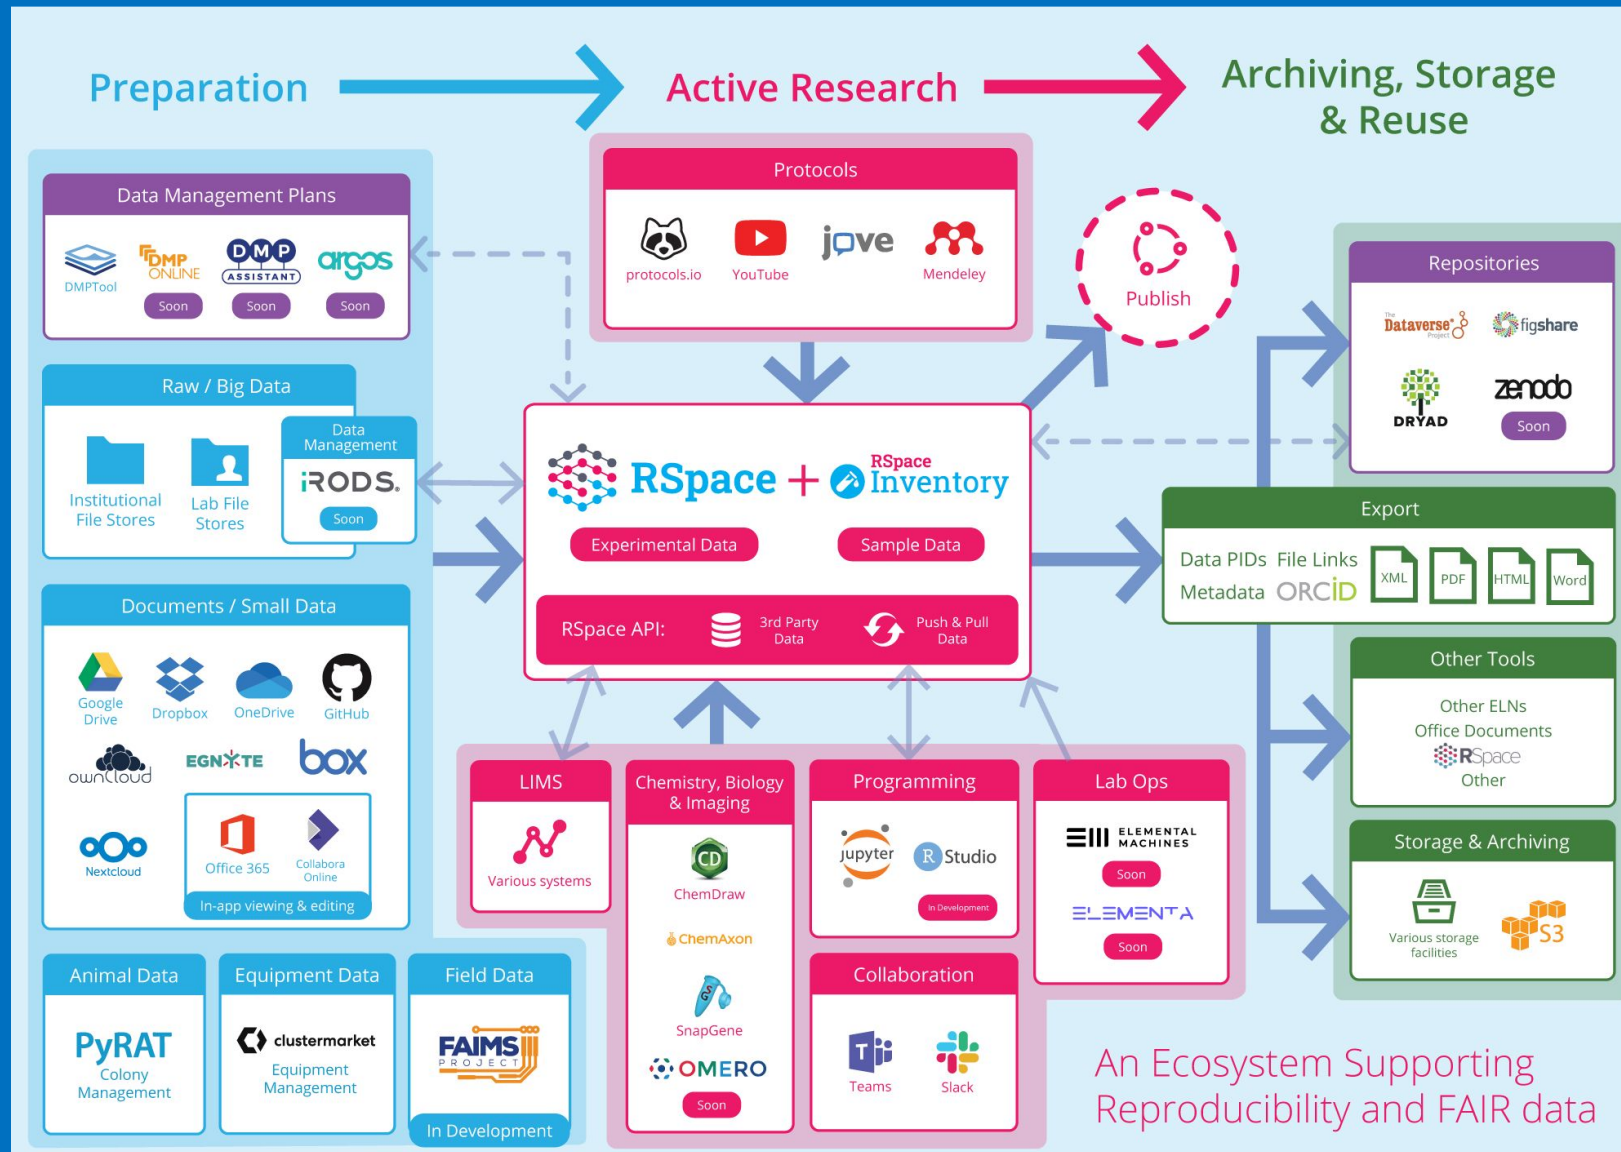 Preparation
Active Research
Archiving, Storage
& Reuse
Data Management Plans
DMPTool
DMP
ONLINE
Soon
DMP
ASSISTANT
Soon
argos
Soon
Raw / Big Data
Institutional
File Stores
Lab File
Stores
Data
Management
iRODS.
Soon
Documents / Small Data
Google
Drive
Dropbox
OneDrive
GitHub
ownCloud
EGNYTE
box
Nextcloud
Office 365
Collabora
Online
In-app viewing & editing
Animal Data
PyRAT
Colony
Management
Equipment Data
clustermarket
Equipment
Management
Field Data
FAIMS
PROJECT
In Development
Protocols
protocols.io
YouTube
jove
Mendeley
Publish
RSpace + RSpace
Inventory
Experimental Data
Sample Data
RSpace API:
3rd Party
Data
Push & Pull
Data
LIMS
Various systems
Chemistry, Biology
& Imaging
CD
ChemDraw
ChemAxon
SnapGene
OMERO
Soon
Programming
jupyter
R Studio
In Development
Collaboration
Teams
Slack
Lab Ops
ELEMENTAL
MACHINES
Soon
ELEMENTA
Soon
Repositories
The
Dataverse®
Project
figshare
DRYAD
zenodo
Soon
Export
Data PIDs File Links
Metadata ORCID
XML
PDF
HTML
Word
Other Tools
Other ELNs
Office Documents
RSpace
Other
Storage & Archiving
Various storage
facilities
S3
An Ecosystem Supporting
Reproducibility and FAIR data